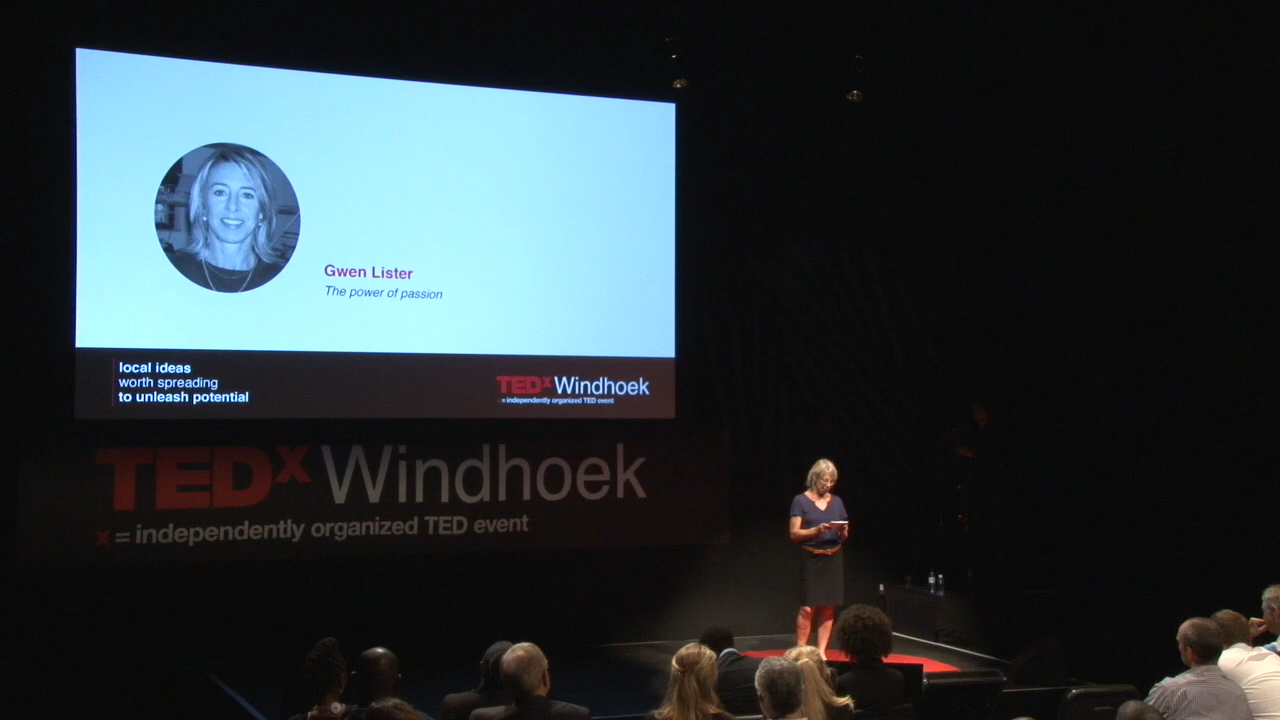 Gwen Lister
The power of passion
local ideas
worth spreading
to unleash potential
TEDx Windhoek
= independently organized TED event
TEDx Windhoek
x = independently organized TED event